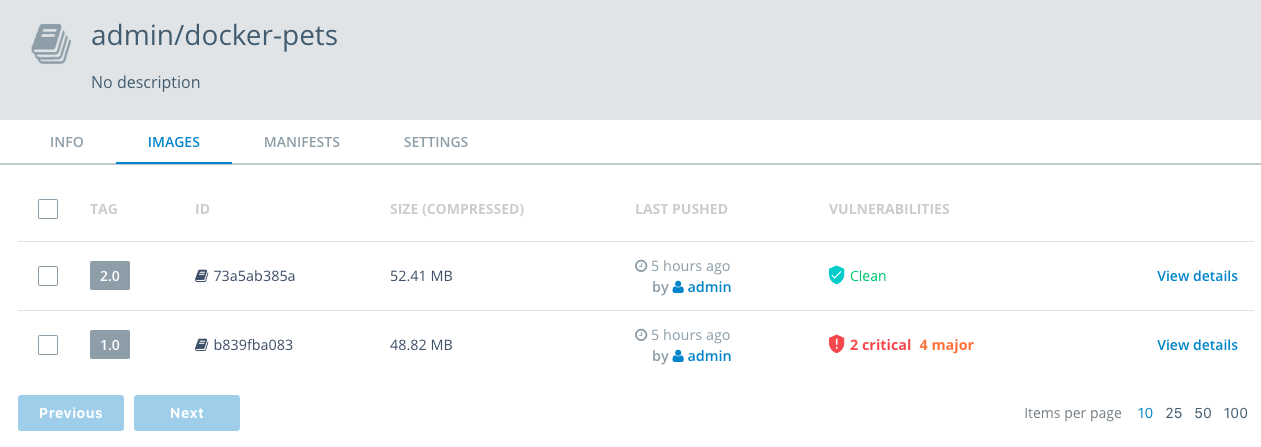 admin/docker-pets
No description
INFO IMAGES MANIFESTS SETTINGS
TAG ID SIZE (COMPRESSED) LAST PUSHED VULNERABILITIES
2.0 73a5ab385a 52.41 MB 5 hours ago Clean View details
by admin
1.0 b839fba083 48.82 MB 5 hours ago 2 critical 4 major View details
by admin
Previous Next Items per page 10 25 50 100